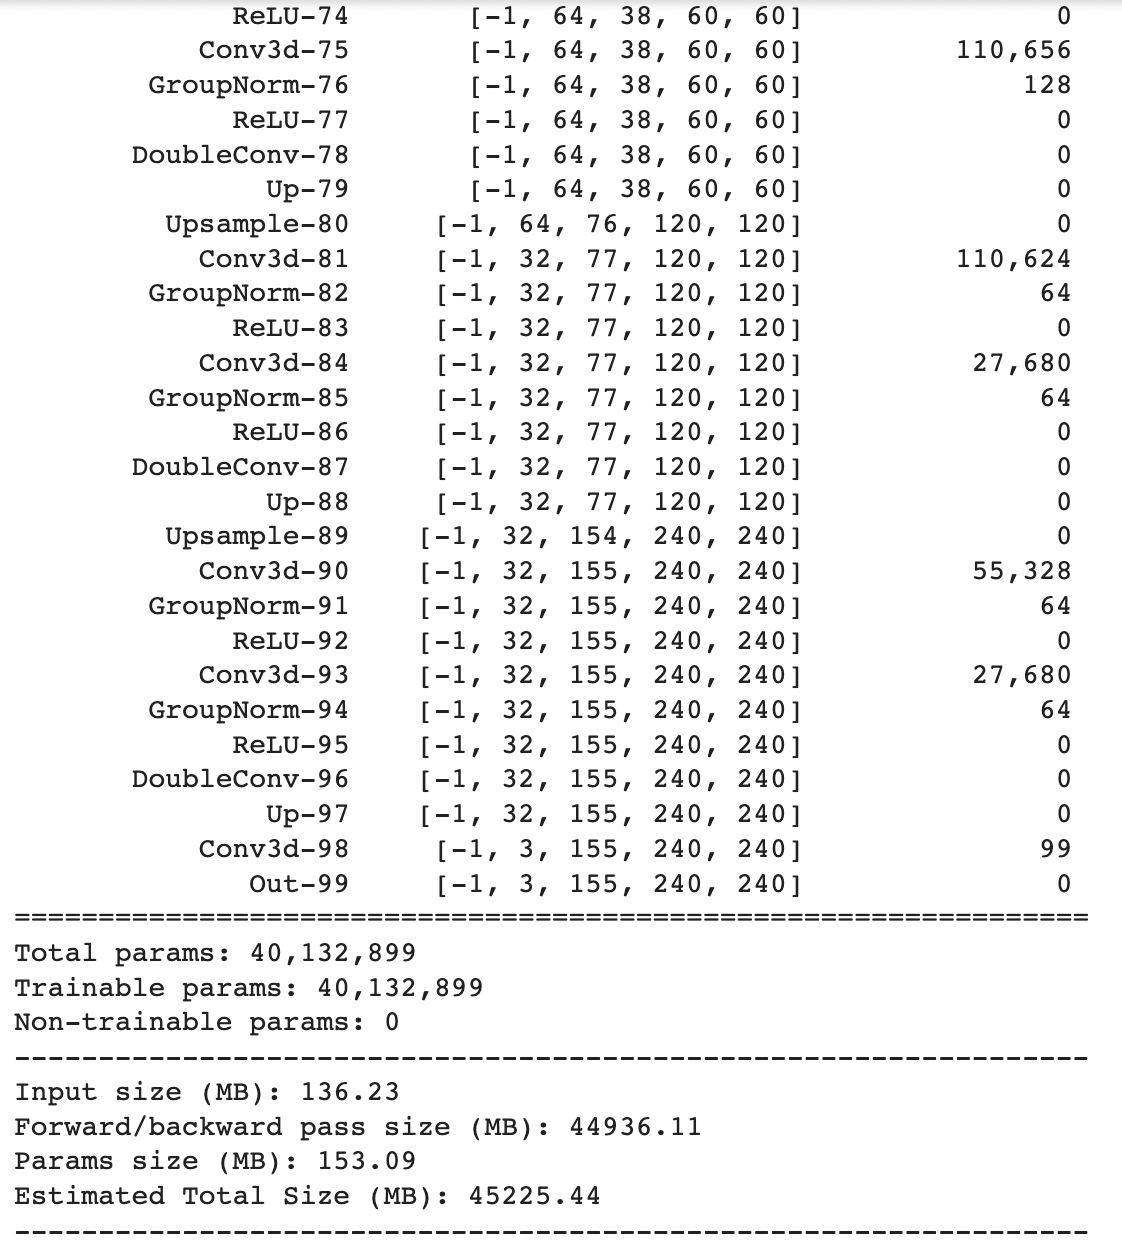 ReLU-74 [-1, 64, 38, 60, 60] 0
Conv3d-75 [-1, 64, 38, 60, 60] 110,656
GroupNorm-76 [-1, 64, 38, 60, 60] 128
ReLU-77 [-1, 64, 38, 60, 60] 0
DoubleConv-78 [-1, 64, 38, 60, 60] 0
Up-79 [-1, 64, 38, 60, 60] 0
Upsample-80 [-1, 64, 76, 120, 120] 0
Conv3d-81 [-1, 32, 77, 120, 120] 110,624
GroupNorm-82 [-1, 32, 77, 120, 120] 64
ReLU-83 [-1, 32, 77, 120, 120] 0
Conv3d-84 [-1, 32, 77, 120, 120] 27,680
GroupNorm-85 [-1, 32, 77, 120, 120] 64
ReLU-86 [-1, 32, 77, 120, 120] 0
DoubleConv-87 [-1, 32, 77, 120, 120] 0
Up-88 [-1, 32, 77, 120, 120] 0
Upsample-89 [-1, 32, 154, 240, 240] 0
Conv3d-90 [-1, 32, 155, 240, 240] 55,328
GroupNorm-91 [-1, 32, 155, 240, 240] 64
ReLU-92 [-1, 32, 155, 240, 240] 0
Conv3d-93 [-1, 32, 155, 240, 240] 27,680
GroupNorm-94 [-1, 32, 155, 240, 240] 64
ReLU-95 [-1, 32, 155, 240, 240] 0
DoubleConv-96 [-1, 32, 155, 240, 240] 0
Up-97 [-1, 32, 155, 240, 240] 0
Conv3d-98 [-1, 3, 155, 240, 240] 99
Out-99 [-1, 3, 155, 240, 240] 0
================================================================
Total params: 40,132,899
Trainable params: 40,132,899
Non-trainable params: 0
----------------------------------------------------------------
Input size (MB): 136.23
Forward/backward pass size (MB): 44936.11
Params size (MB): 153.09
Estimated Total Size (MB): 45225.44
----------------------------------------------------------------